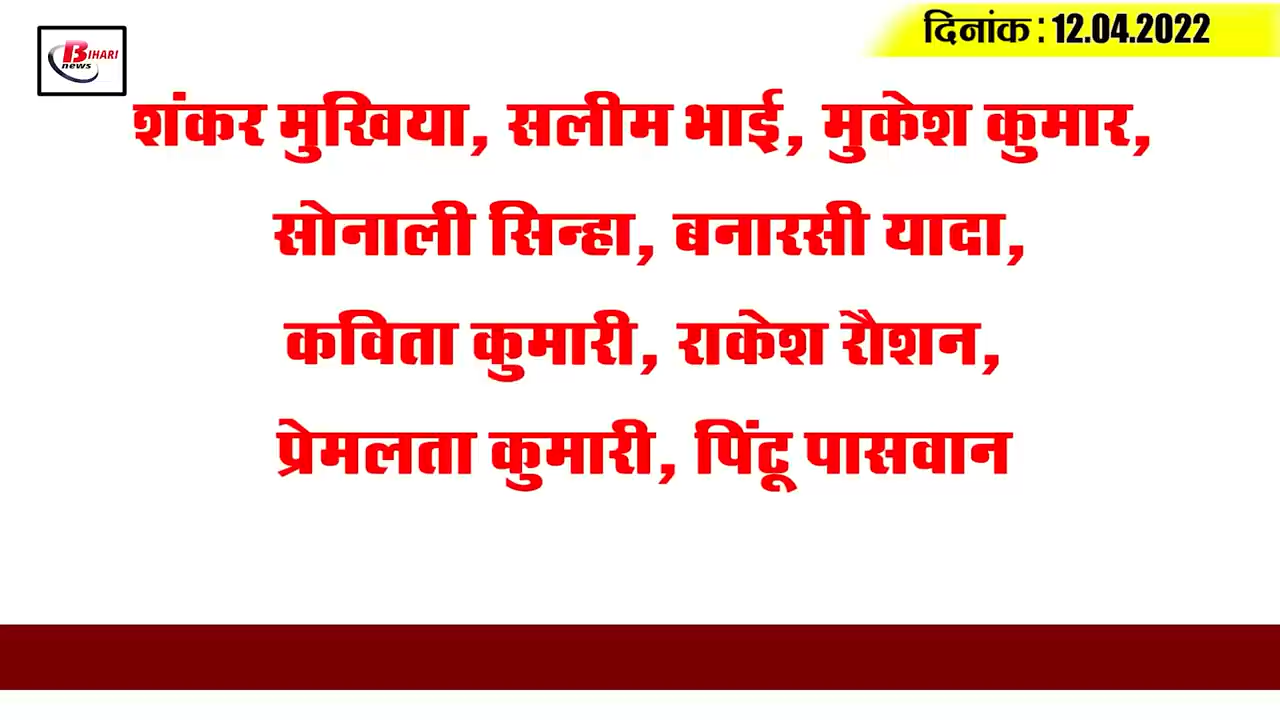 BIHARI
news
दिनांक : 12.04.2022
शंकर मुखिया, सलीम भाई, मुकेश कुमार,
सोनाली सिन्हा, बनारसी यादा,
कविता कुमारी, राकेश रौशन,
प्रेमलता कुमारी, पिंटू पासवान